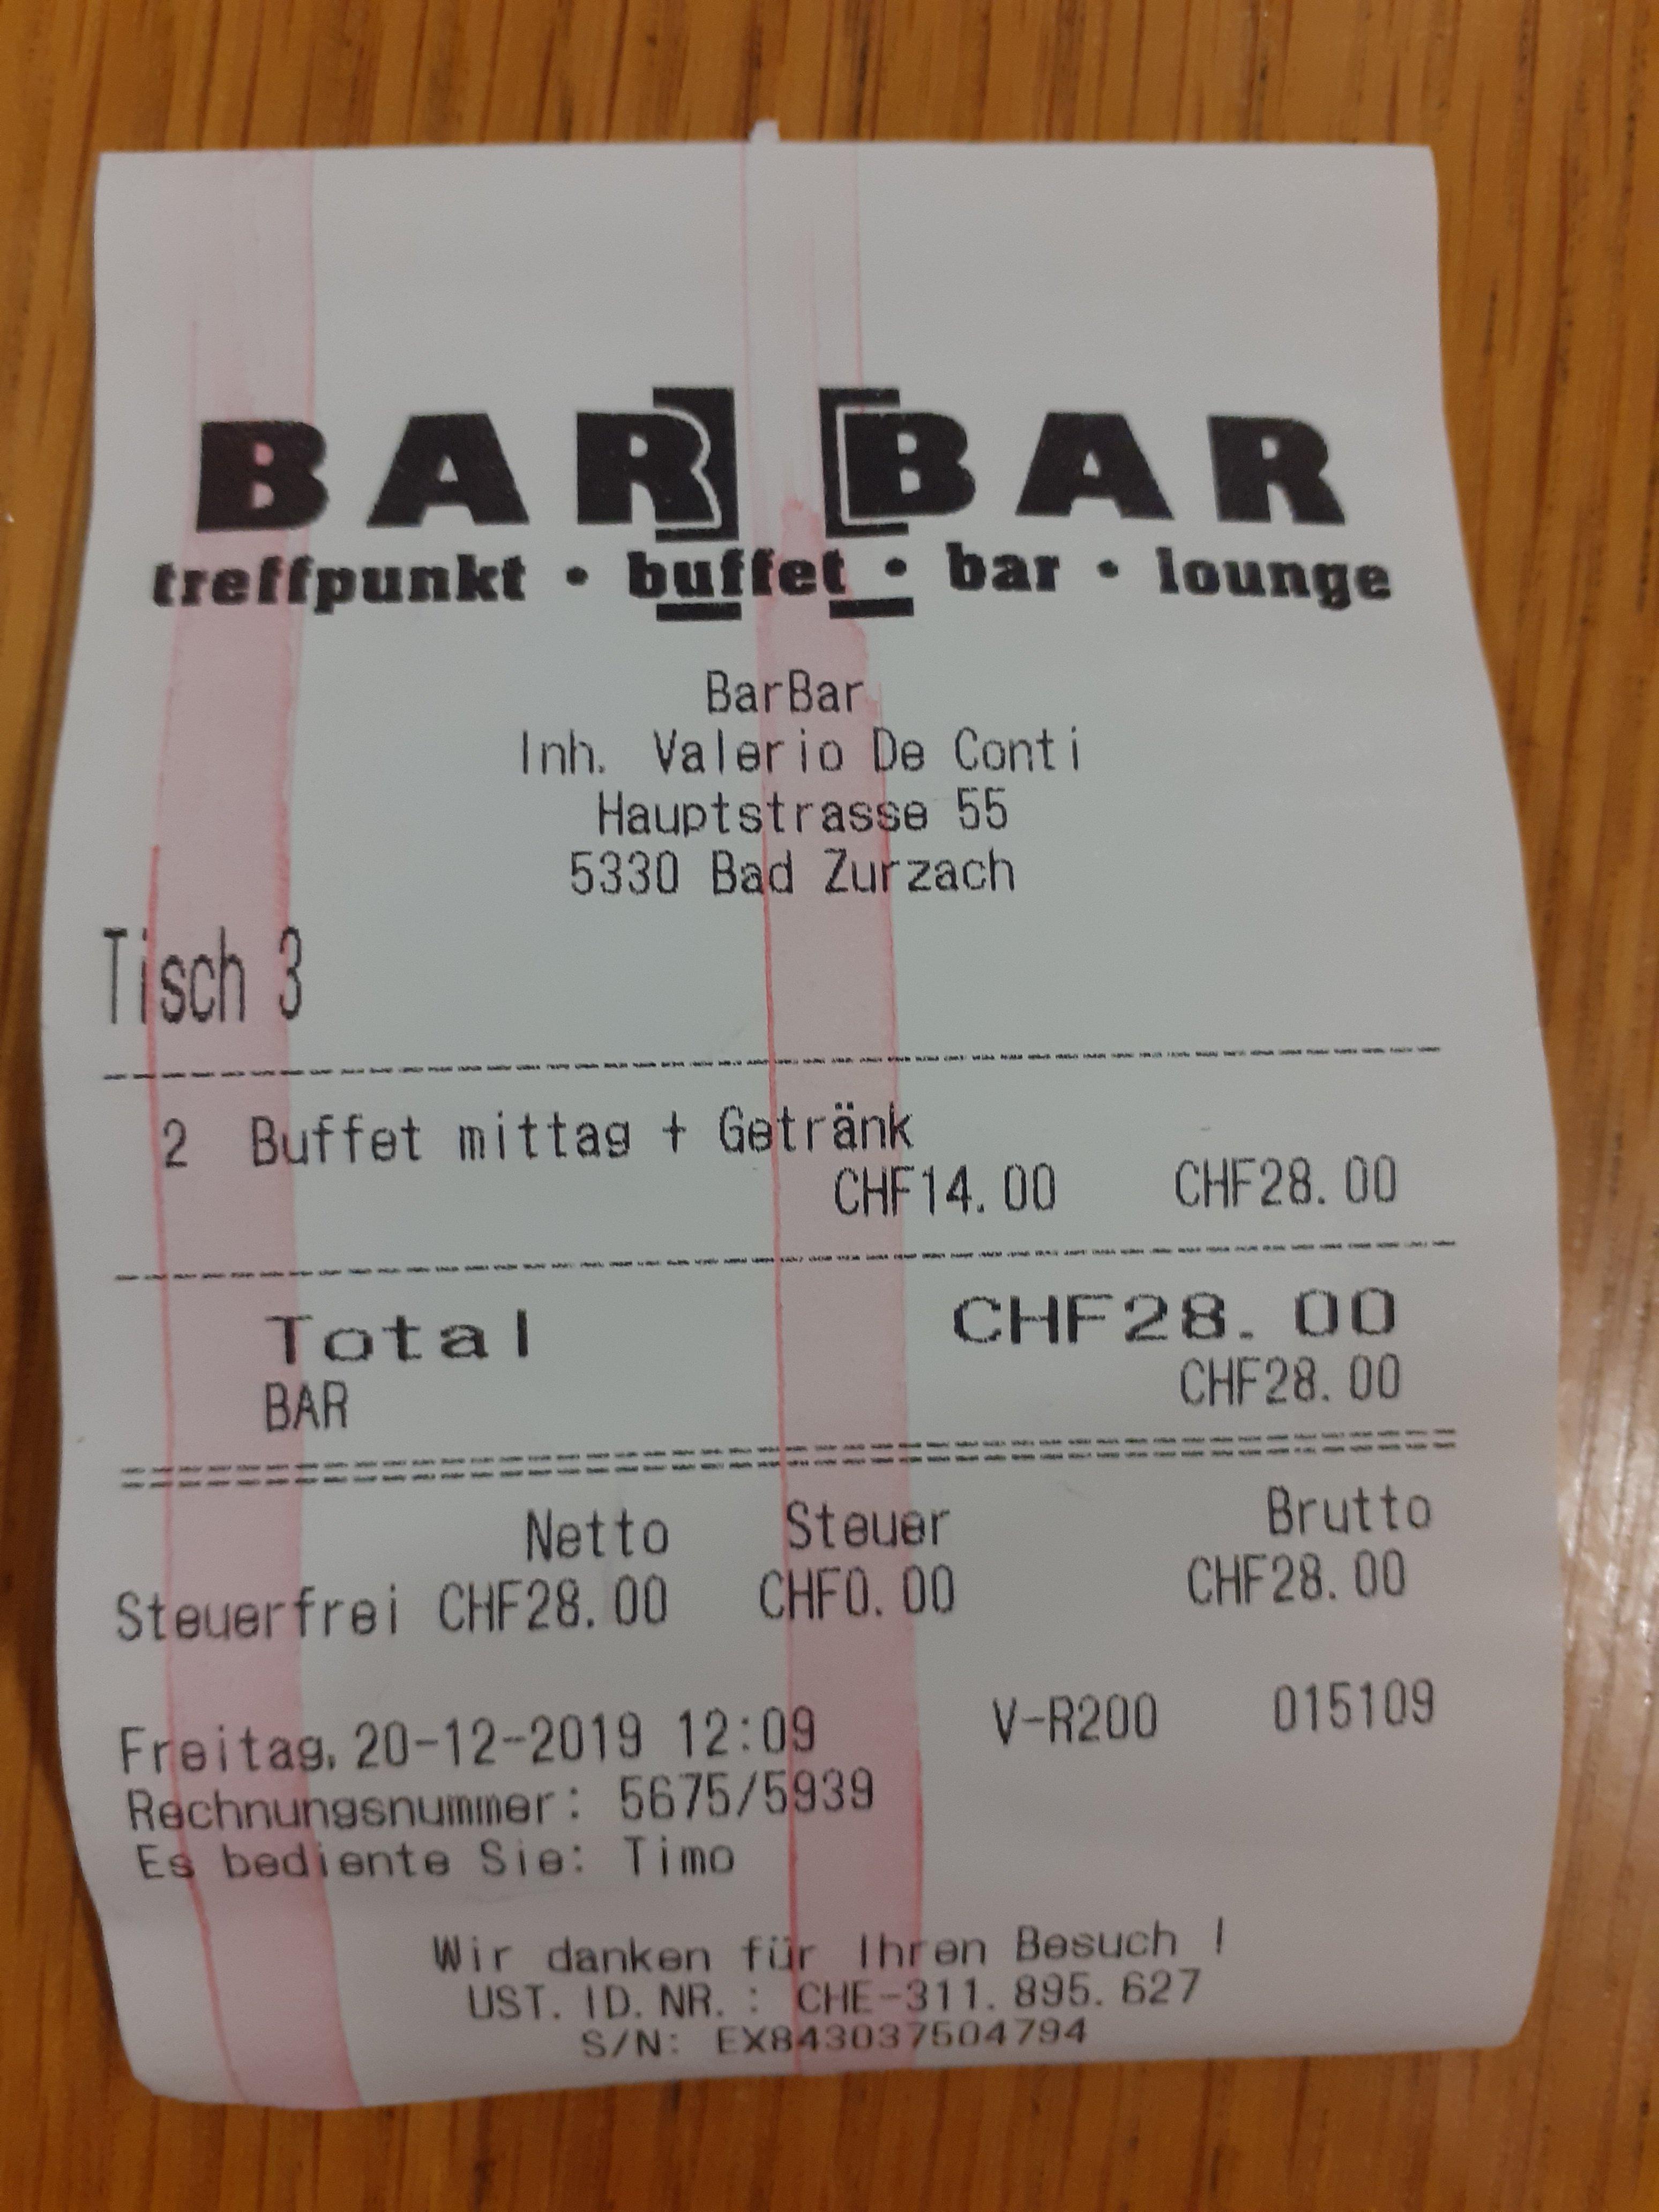 BAR BAR
treffpunkt • buffet • bar • lounge
BarBar
Inh. Valerio De Conti
Hauptstrasse 55
5330 Bad Zurzach
Tisch 3
2 Buffet mittag + Getränk
CHF14.00 CHF28.00
Total CHF28.00
BAR CHF28.00
Netto Steuer Brutto
Steuerfrei CHF28.00 CHF0.00 CHF28.00
Freitag, 20-12-2019 12:09 V-R200 015109
Rechnungsnummer: 5675/5939
Es bediente Sie: Timo
Wir danken für Ihren Besuch !
UST. ID. NR. : CHE-311.895.627
S/N: EX843037504794